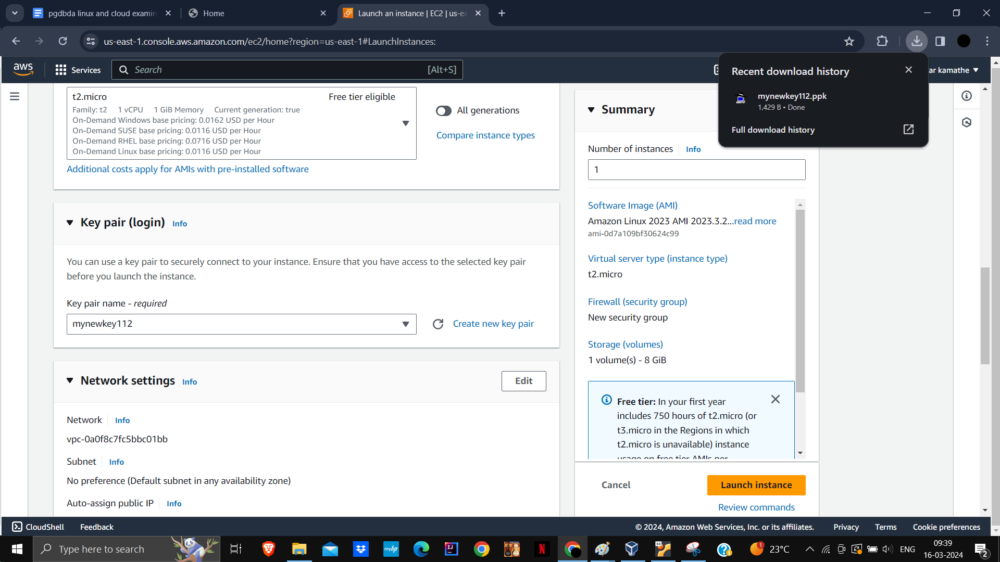 pgdbda linux and cloud examin
Home
Launch an instance | EC2 | us-ea
us-east-1.console.aws.amazon.com/ec2/home?region=us-east-1#LaunchInstances:
aws
Services
Search
[Alt+S]
ar kamathe
Recent download history
mynewkey112.ppk
1,429 B • Done
Full download history
t2.micro
Free tier eligible
Family: t2 1 vCPU 1 GiB Memory Current generation: true
On-Demand Windows base pricing: 0.0162 USD per Hour
On-Demand SUSE base pricing: 0.0116 USD per Hour
On-Demand RHEL base pricing: 0.0716 USD per Hour
On-Demand Linux base pricing: 0.0116 USD per Hour
All generations
Compare instance types
Additional costs apply for AMIs with pre-installed software
Key pair (login) Info
You can use a key pair to securely connect to your instance. Ensure that you have access to the selected key pair
before you launch the instance.
Key pair name - required
mynewkey112
Create new key pair
Network settings Info
Edit
Network Info
vpc-0a0f8c7fc5bbc01bb
Subnet Info
No preference (Default subnet in any availability zone)
Auto-assign public IP Info
Summary
Number of instances Info
1
Software Image (AMI)
Amazon Linux 2023 AMI 2023.3.2...read more
ami-0d7a109bf30624c99
Virtual server type (instance type)
t2.micro
Firewall (security group)
New security group
Storage (volumes)
1 volume(s) - 8 GiB
Free tier: In your first year
includes 750 hours of t2.micro (or
t3.micro in the Regions in which
t2.micro is unavailable) instance
usage on free tier AMIs per
Cancel
Launch instance
Review commands
CloudShell
Feedback
© 2024, Amazon Web Services, Inc. or its affiliates.
Privacy
Terms
Cookie preferences
Type here to search
myhp
IJ
N
64
1
23°C
ENG
09:39
16-03-2024
2